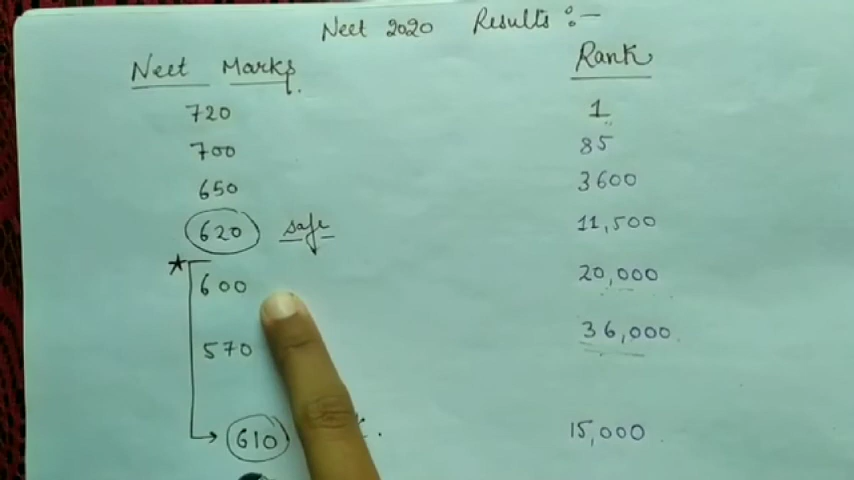 Neet 2020 Results :-
Neet Marks. Rank
720 1
700 85
650 3600
620 safe 11,500
★ 600 20,000
570 36,000
610 15,000